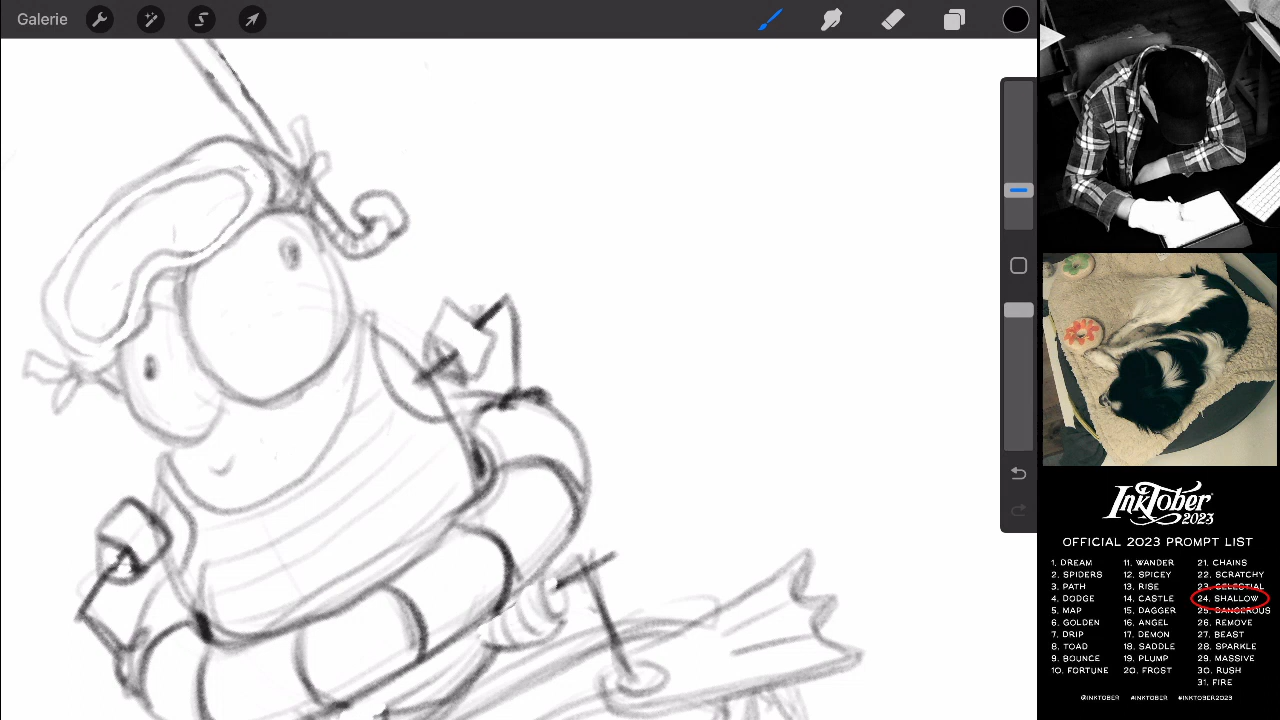 Galerie
INKTOBER
2023
OFFICIAL 2023 PROMPT LIST
1. DREAM
2. SPIDERS
3. PATH
4. DODGE
5. MAP
6. GOLDEN
7. DRIP
8. TOAD
9. BOUNCE
10. FORTUNE
11. WANDER
12. SPICY
13. RISE
14. CASTLE
15. DAGGER
16. ANGEL
17. DEMON
18. SADDLE
19. PLUMP
20. FROST
21. CHAINS
22. SCRATCHY
23. CELESTIAL
24. SHALLOW
25. DANGEROUS
26. REMOVE
27. BEAST
28. SPARKLE
29. MASSIVE
30. RUSH
31. FIRE
@INKTOBER #INKTOBER #INKTOBER2023